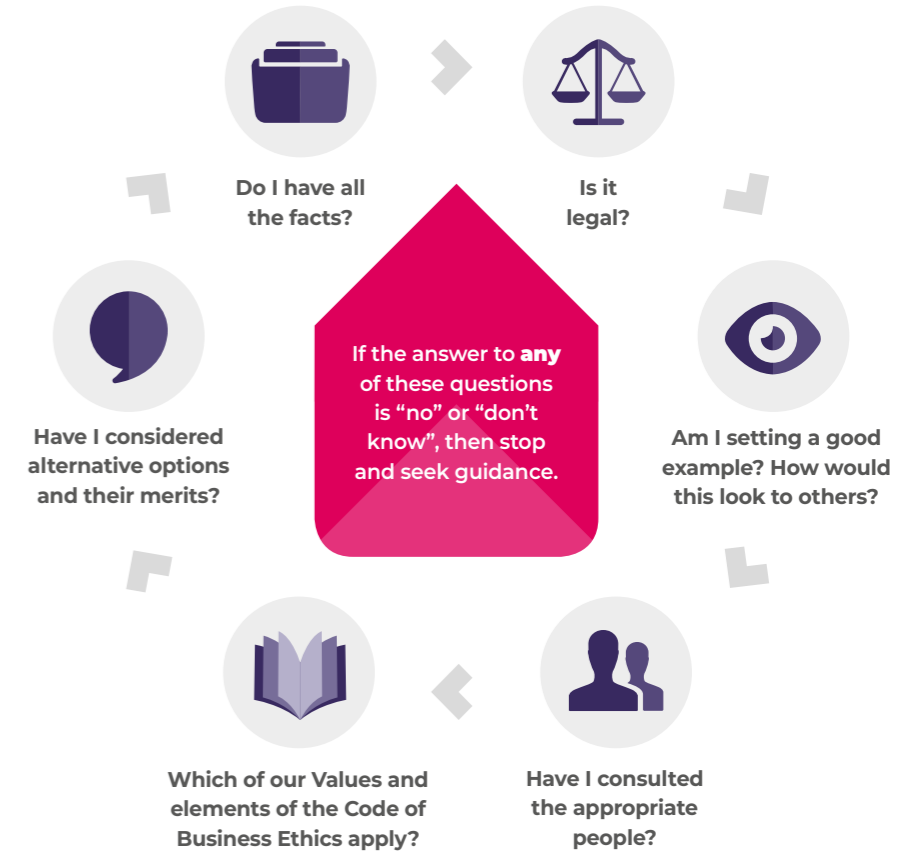 Do I have all
the facts?
Is it
legal?
Am I setting a good
example? How would
this look to others?
Have I consulted
the appropriate
people?
Which of our Values and
elements of the Code of
Business Ethics apply?
Have I considered
alternative options
and their merits?
If the answer to any
of these questions
is “no” or “don’t
know”, then stop
and seek guidance.